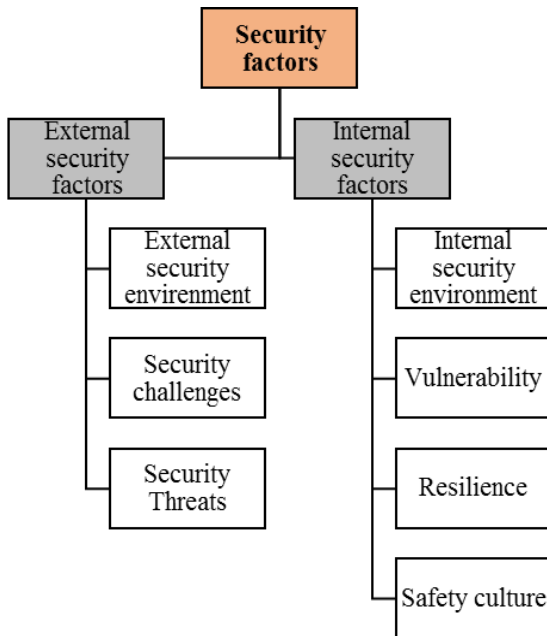 Security
factors
External
security
factors
Internal
security
factors
External
security
envirenment
Internal
security
environment
Security
challenges
Vulnerability
Security
Threats
Resilience
Safety culture